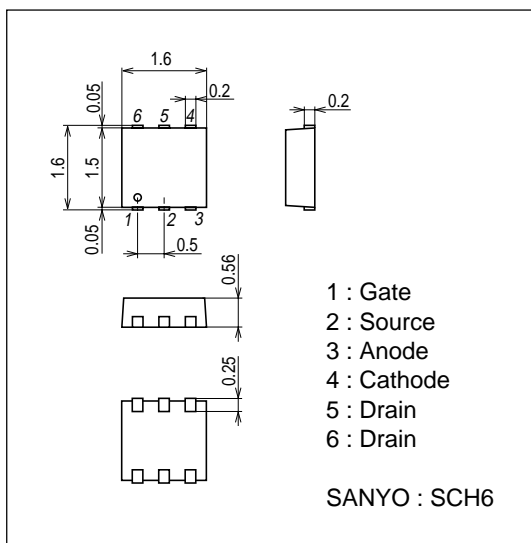 1.6
0.05
0.2
0.2
6 5 4
1.6
1.5
1 2 3
0.05
0.5
0.56
0.25
1 : Gate
2 : Source
3 : Anode
4 : Cathode
5 : Drain
6 : Drain
SANYO : SCH6